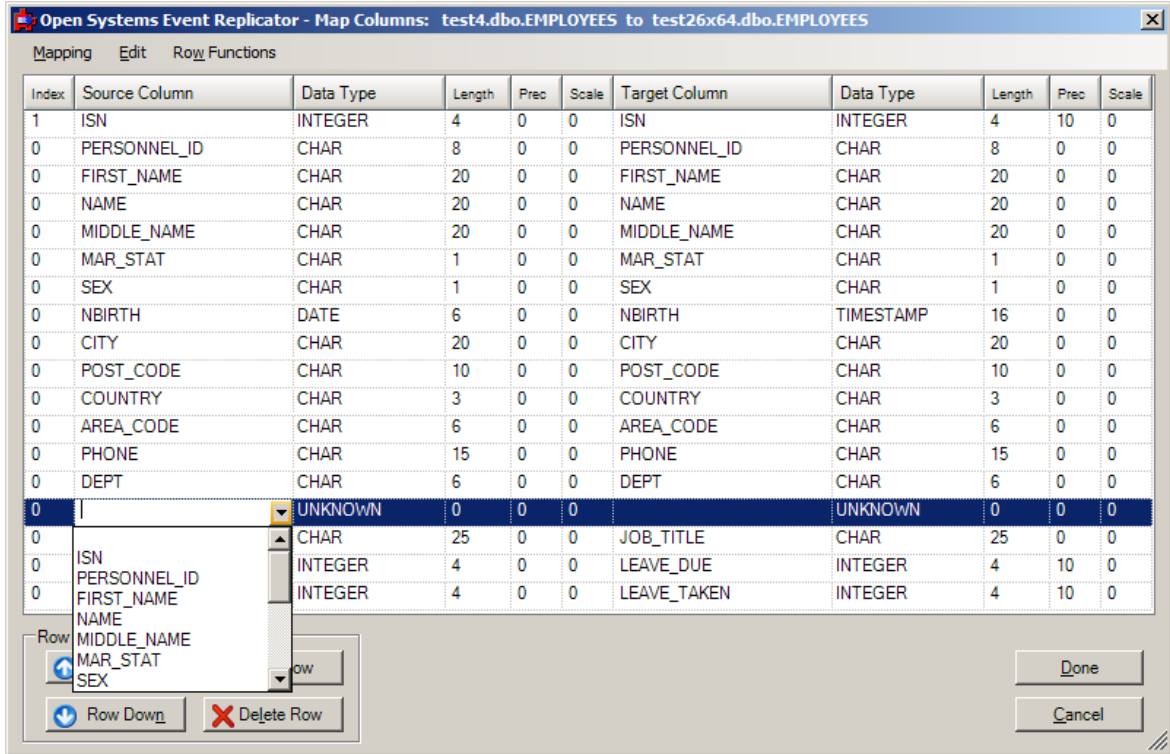 Open Systems Event Replicator - Map Columns: test4.dbo.EMPLOYEES to test26x64.dbo.EMPLOYEES
Mapping Edit Row Functions
Index Source Column Data Type Length Prec Scale Target Column Data Type Length Prec Scale
1 ISN INTEGER 4 0 0 ISN INTEGER 4 10 0
0 PERSONNEL_ID CHAR 8 0 0 PERSONNEL_ID CHAR 8 0 0
0 FIRST_NAME CHAR 20 0 0 FIRST_NAME CHAR 20 0 0
0 NAME CHAR 20 0 0 NAME CHAR 20 0 0
0 MIDDLE_NAME CHAR 20 0 0 MIDDLE_NAME CHAR 20 0 0
0 MAR_STAT CHAR 1 0 0 MAR_STAT CHAR 1 0 0
0 SEX CHAR 1 0 0 SEX CHAR 1 0 0
0 NBIRTH DATE 6 0 0 NBIRTH TIMESTAMP 16 0 0
0 CITY CHAR 20 0 0 CITY CHAR 20 0 0
0 POST_CODE CHAR 10 0 0 POST_CODE CHAR 10 0 0
0 COUNTRY CHAR 3 0 0 COUNTRY CHAR 3 0 0
0 AREA_CODE CHAR 6 0 0 AREA_CODE CHAR 6 0 0
0 PHONE CHAR 15 0 0 PHONE CHAR 15 0 0
0 DEPT CHAR 6 0 0 DEPT CHAR 6 0 0
0 UNKNOWN 0 0 0 UNKNOWN 0 0 0
0 CHAR 25 0 0 JOB_TITLE CHAR 25 0 0
0 INTEGER 4 0 0 LEAVE_DUE INTEGER 4 10 0
0 INTEGER 4 0 0 LEAVE_TAKEN INTEGER 4 10 0
ISN
PERSONNEL_ID
FIRST_NAME
NAME
MIDDLE_NAME
MAR_STAT
SEX
Row
ow
Row Down Delete Row
Done
Cancel